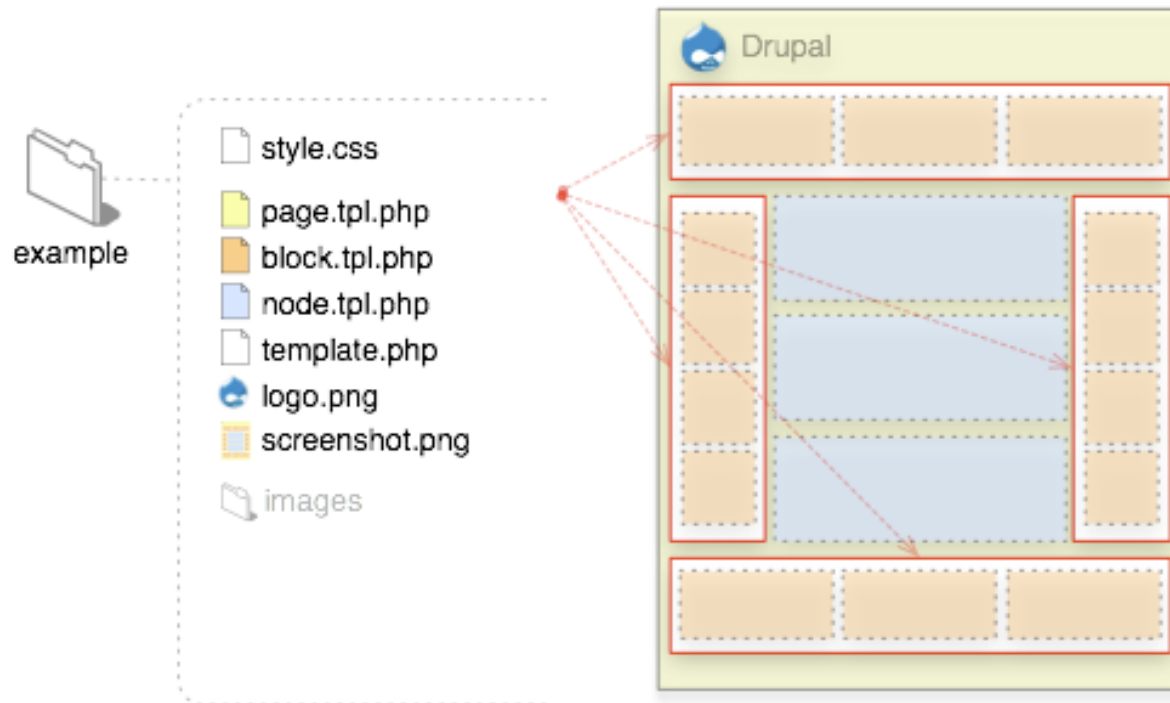 Drupal
style.css
example
page.tpl.php
block.tpl.php
node.tpl.php
template.php
logo.png
screenshot.png
images